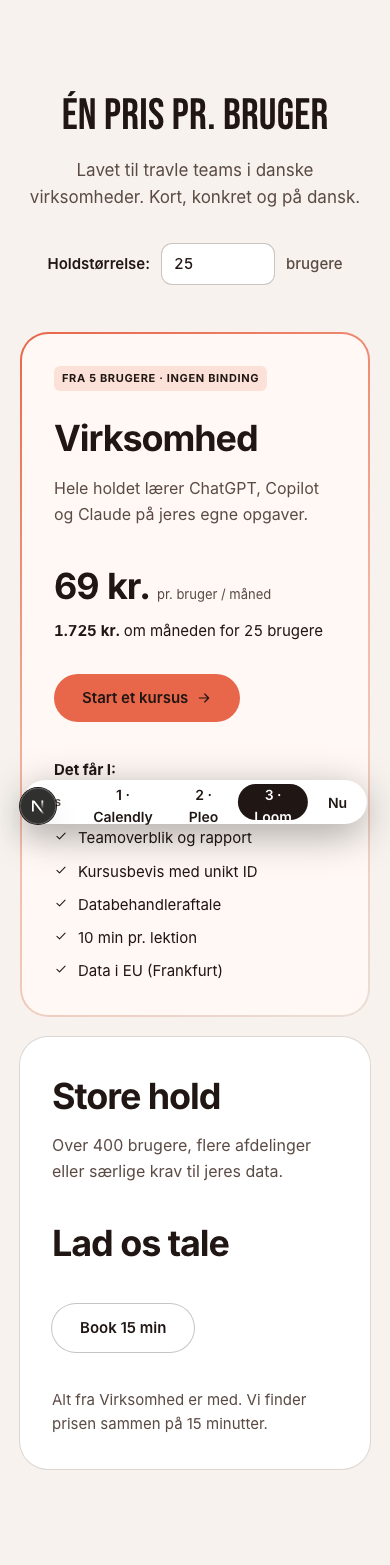 ÉN PRIS PR. BRUGER
Lavet til travle teams i danske
virksomheder. Kort, konkret og på dansk.
Holdstørrelse: 25 brugere
FRA 5 BRUGERE · INGEN BINDING
Virksomhed
Hele holdet lærer ChatGPT, Copilot
og Claude på jeres egne opgaver.
69 kr. pr. bruger / måned
1.725 kr. om måneden for 25 brugere
Start et kursus →
Det får I:
N
1 ·
Calendly
2 ·
Pleo
3 ·
Loom
Nu
Teamoverblik og rapport
Kursusbevis med unikt ID
Databehandleraftale
10 min pr. lektion
Data i EU (Frankfurt)
Store hold
Over 400 brugere, flere afdelinger
eller særlige krav til jeres data.
Lad os tale
Book 15 min
Alt fra Virksomhed er med. Vi finder
prisen sammen på 15 minutter.